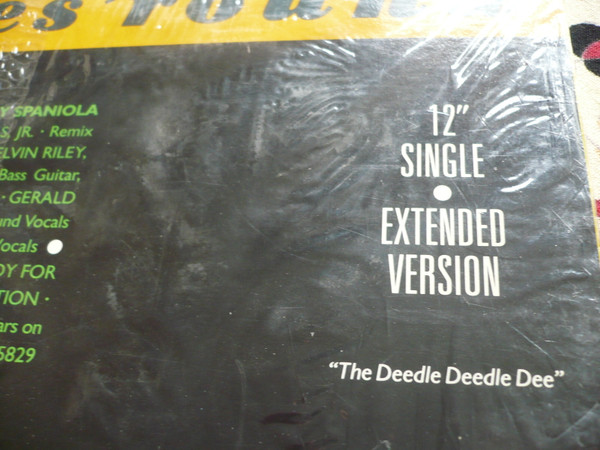 Y SPANIOLA
S, JR. · Remix
ELVIN RILEY,
Bass Guitar,
· GERALD
und Vocals
Vocals
DY FOR
TION ·
ars on
5829
12"
SINGLE
•
EXTENDED
VERSION
"The Deedle Deedle Dee"